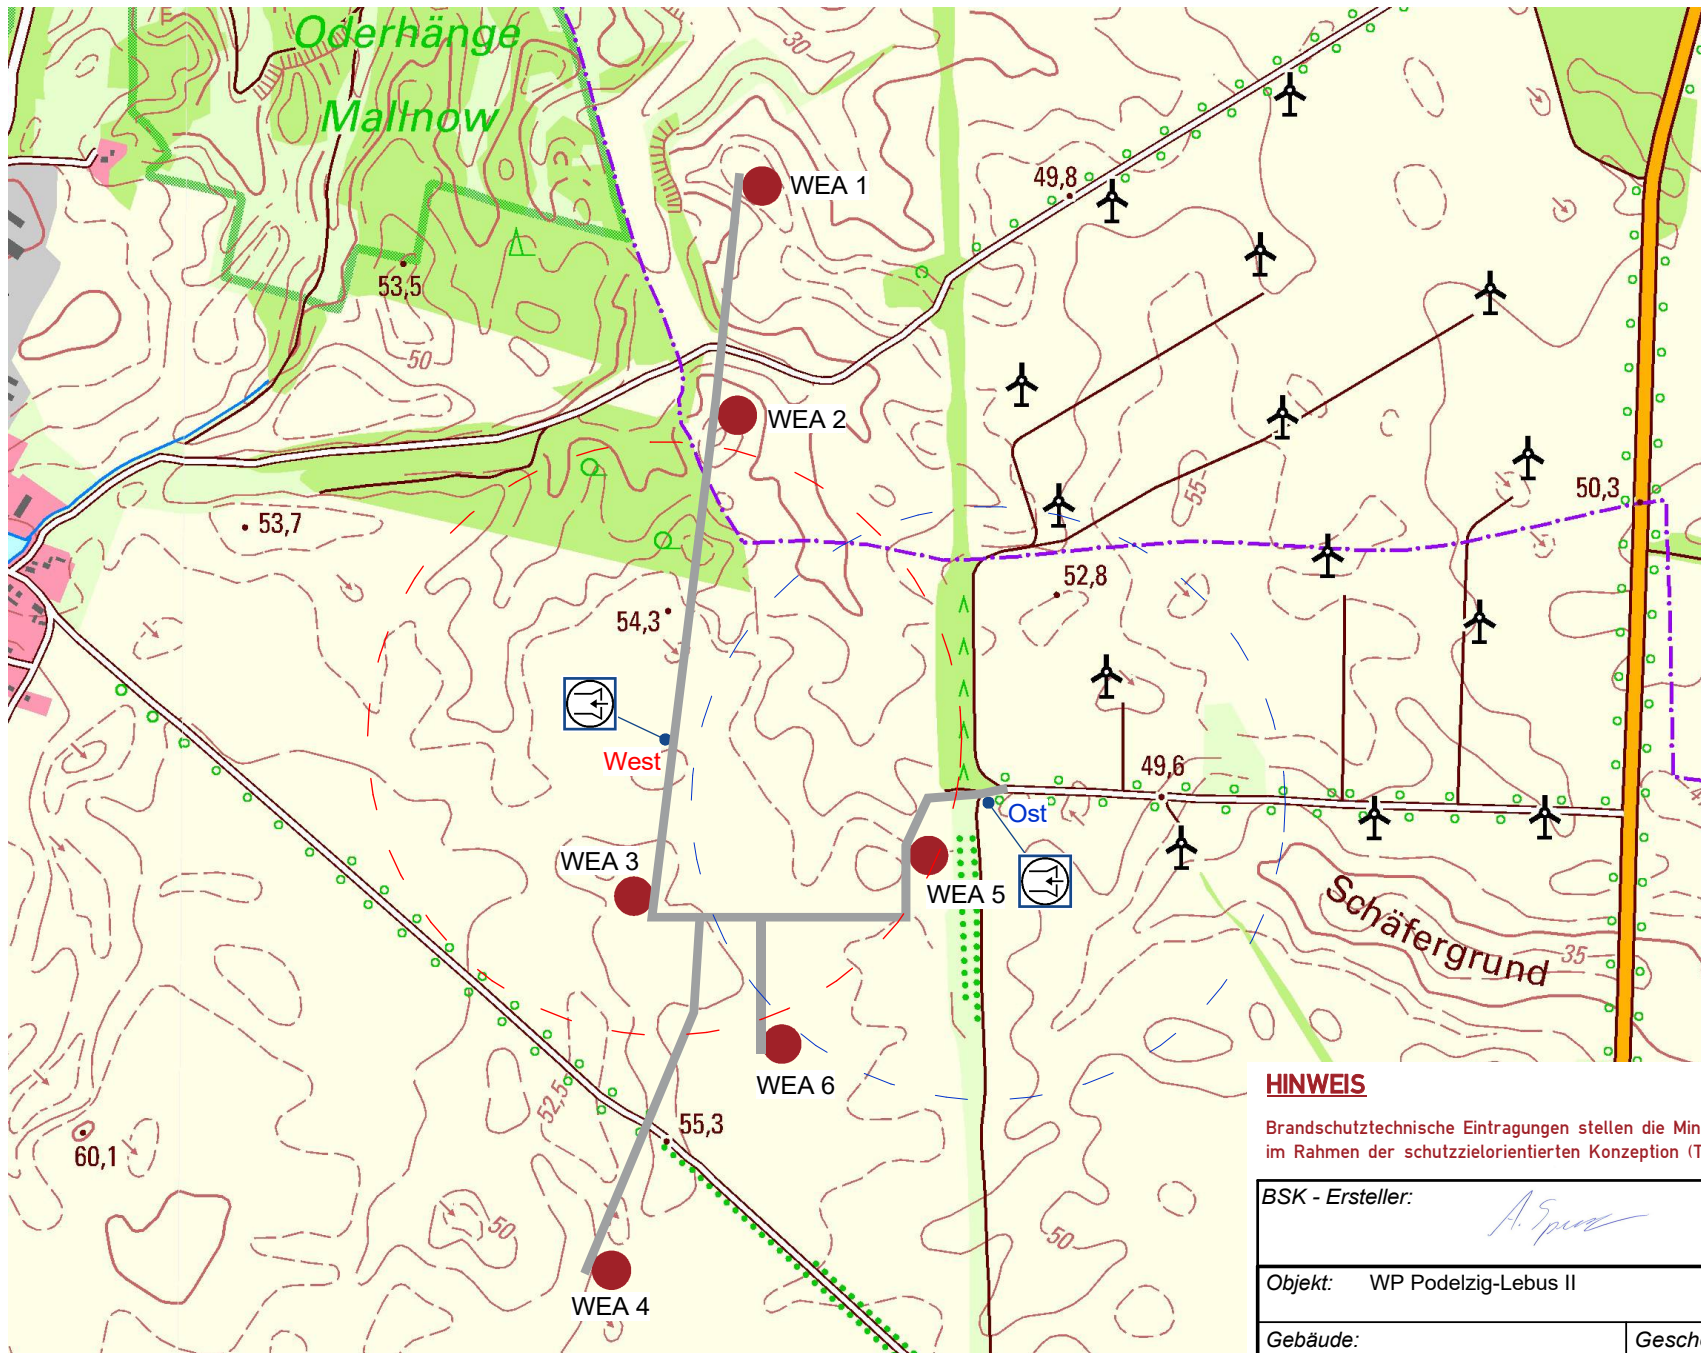 Oderhänge
Mallnow
30
WEA 1
49,8
53,5
50
WEA 2
53,7
55
50,3
52,8
54,3
West
49,6
Ost
WEA 3
WEA 5
Schäfergrund
35
WEA 6
52,5
55,3
60,1
50
50
WEA 4
HINWEIS
Brandschutztechnische Eintragungen stellen die Min
im Rahmen der schutzzielorientierten Konzeption (T
BSK - Ersteller:
Objekt: WP Podelzig-Lebus II
Gebäude:
Gesch